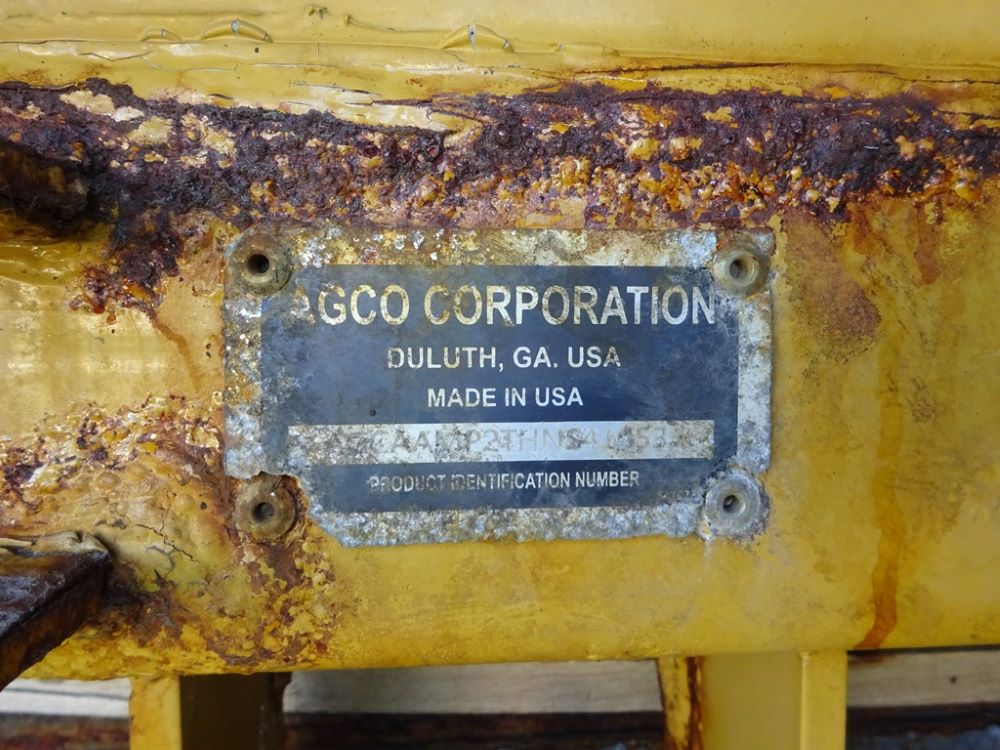 AGCO CORPORATION
DULUTH, GA. USA
MADE IN USA
PRODUCT IDENTIFICATION NUMBER